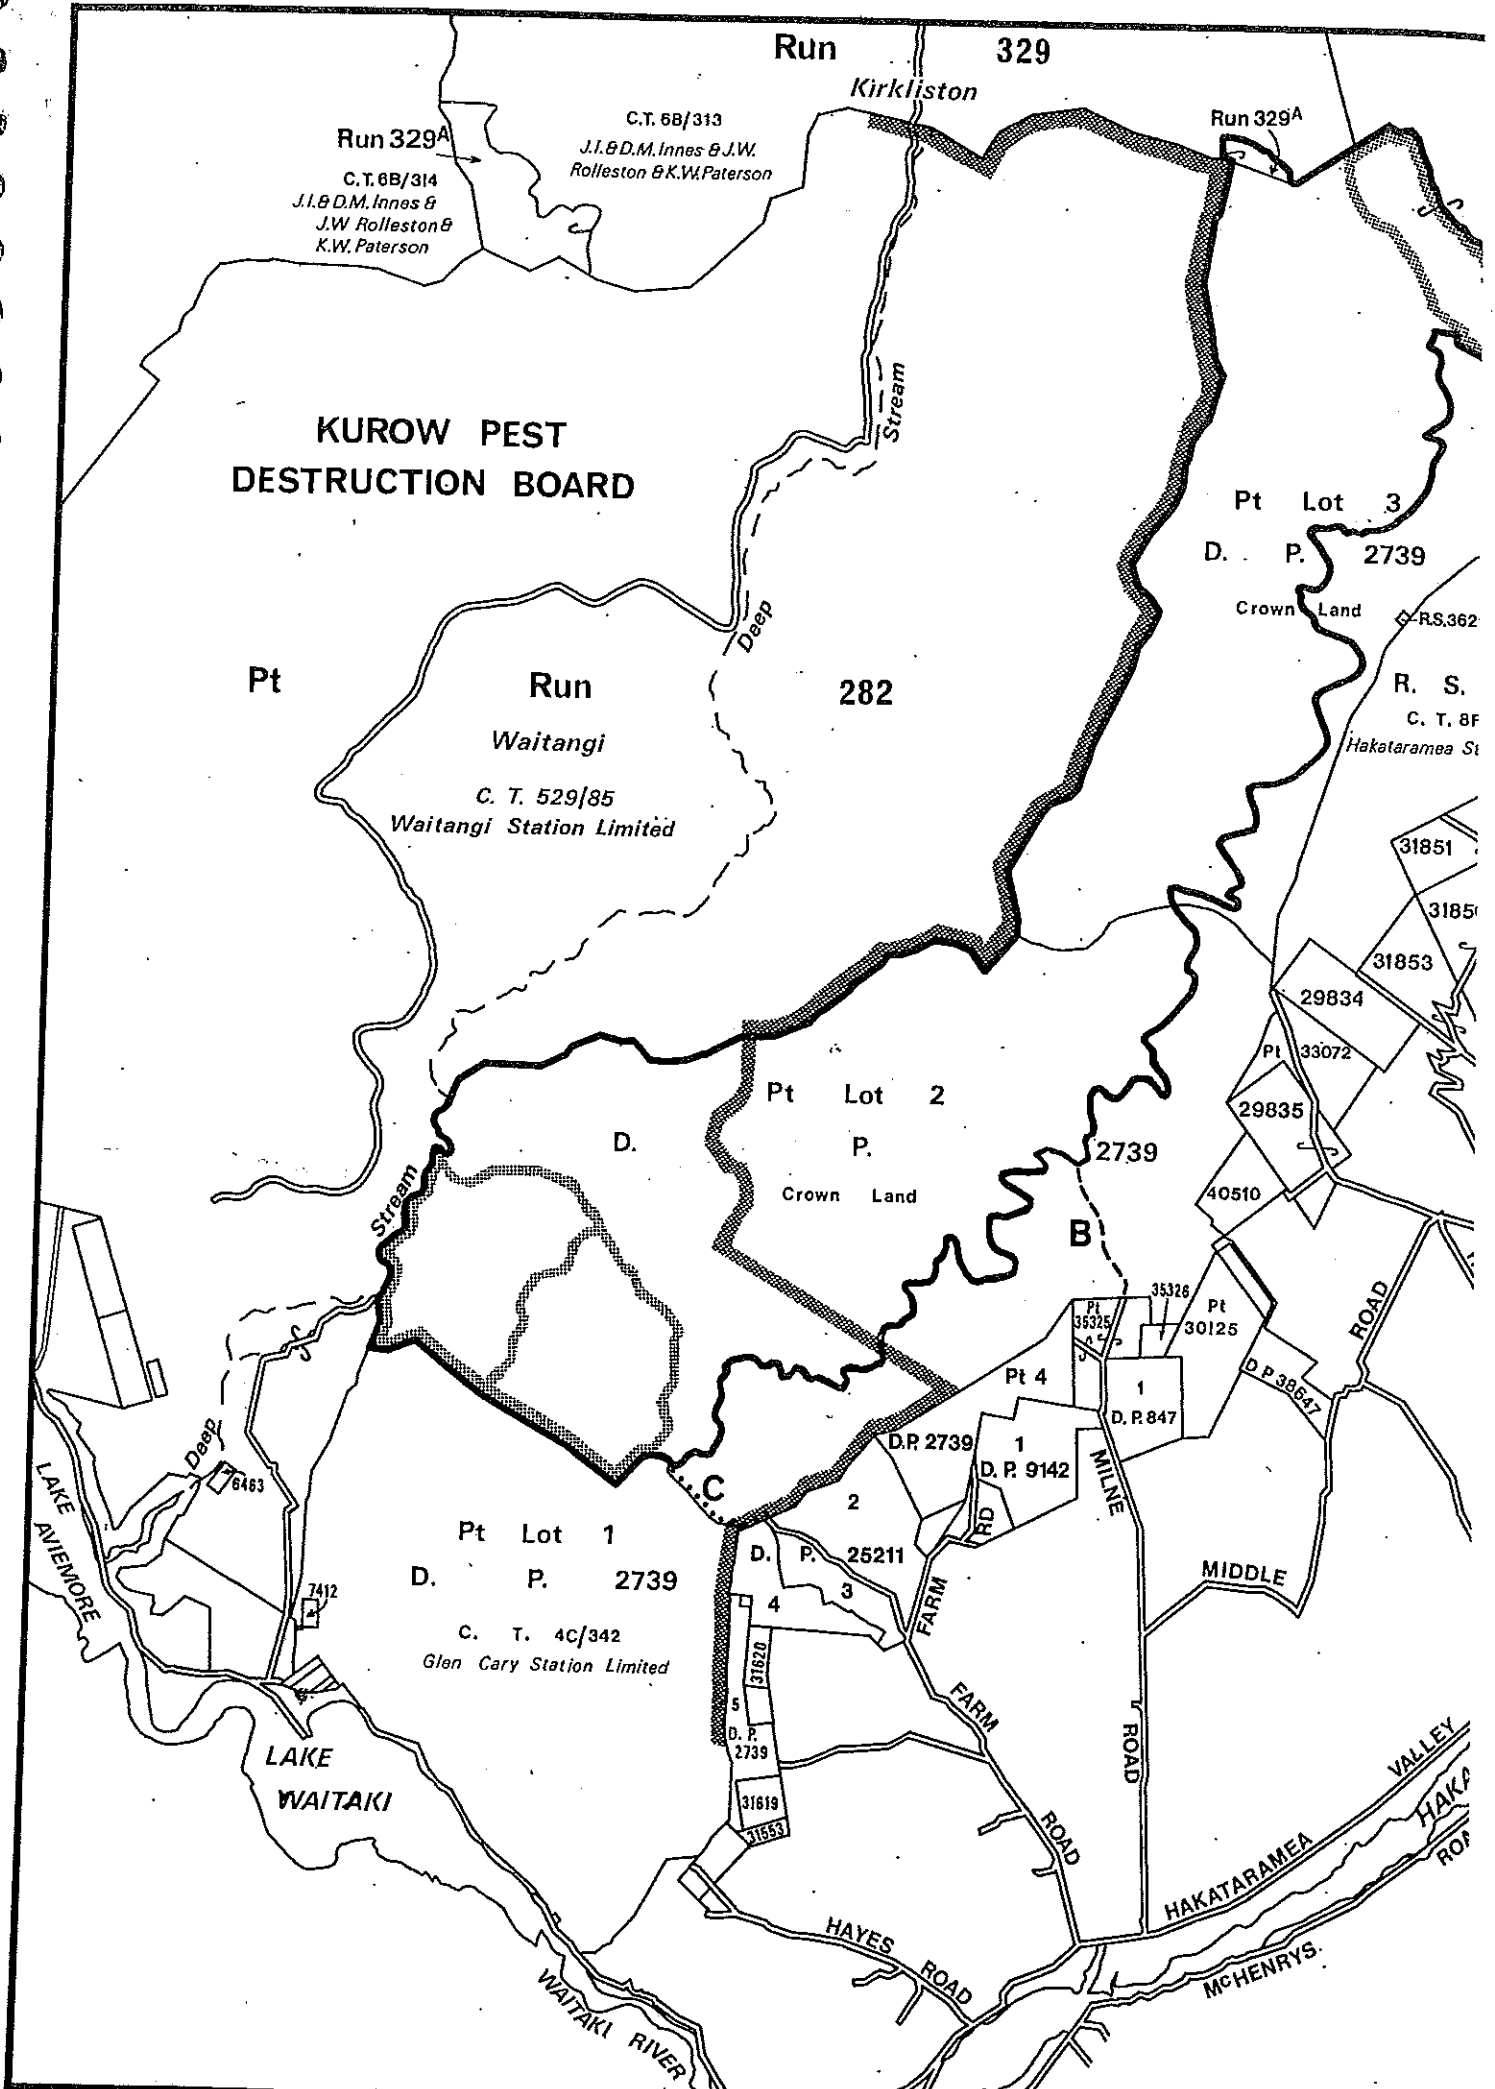 Run 329
Kirkliston
Run 329A
C.T. 6B/313
J.I.&D.M.Innes &J.W.
Rolleston &K.W.Paterson
Run 329A
C.T.6B/314
J.I.&D.M.Innes &
J.W Rolleston&
K.W.Paterson
KUROW PEST
DESTRUCTION BOARD
Stream
Deep
Pt Lot 3
D. P. 2739
Crown Land
R.S.362
R. S.
C. T. 8F
Hakataramea St
Pt Run 282
Waitangi
C. T. 529/85
Waitangi Station Limited
31851
3185
31853
29834
Pt 33072
29835
40510
Pt Lot 2
D. P. 2739
Crown Land
Stream
B
Pt
35325
35326
Pt
30125
ROAD
D.P 38647
Pt 4
1
D.P.847
D.P. 2739
1
D. P. 9142
MILNE
RD
C
2
Deep
6463
LAKE
AVIEMORE
Pt Lot 1
D. P. 2739
C. T. 4C/342
Glen Cary Station Limited
7412
D. P. 25211
3
4
FARM
MIDDLE
31620
5
D. P.
2739
FARM
ROAD
LAKE
WAITAKI
31619
31553
ROAD
VALLEY
HAKA
ROA
HAKATARAMEA
HAYES
ROAD
McHENRYS.
WAITAKI RIVER